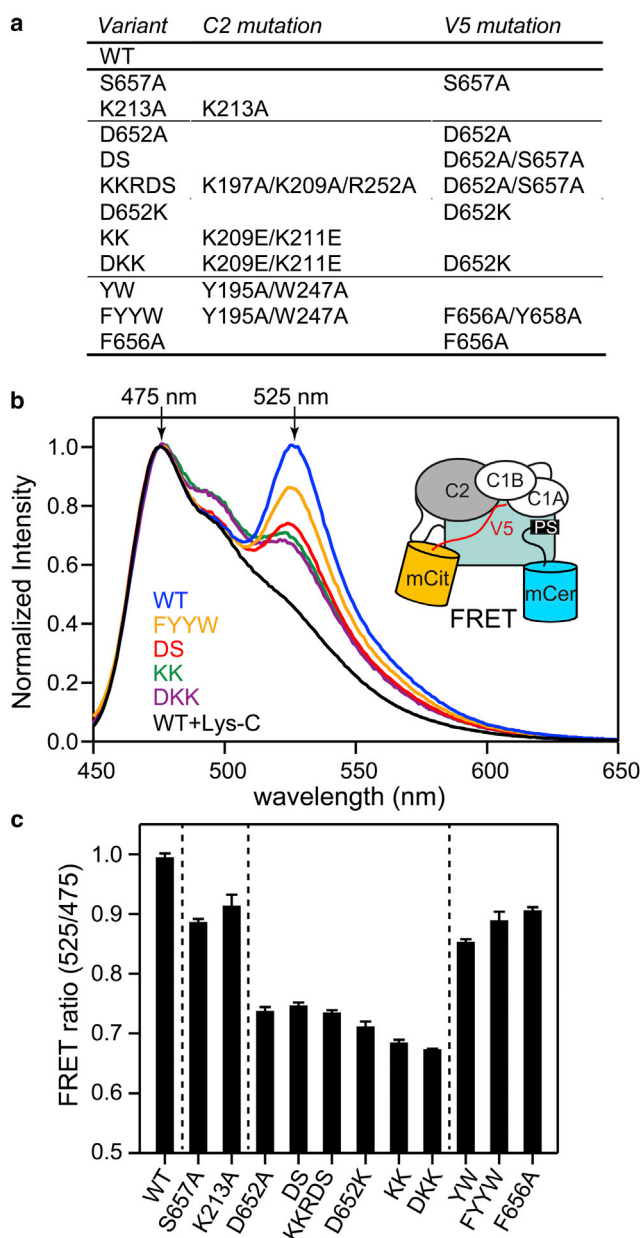 a
Variant C2 mutation V5 mutation
WT
S657A S657A
K213A K213A
D652A D652A
DS D652A/S657A
KKRDS K197A/K209A/R252A D652A/S657A
D652K D652K
KK K209E/K211E
DKK K209E/K211E D652K
YW Y195A/W247A
FYYW Y195A/W247A F656A/Y658A
F656A F656A
b
475 nm 525 nm
Normalized Intensity
1.0
0.8
0.6
0.4
0.2
0.0
WT
FYYW
DS
KK
DKK
WT+Lys-C
C2
C1B
C1A
V5
PS
mCit
mCer
FRET
450 500 550 600 650
wavelength (nm)
c
FRET ratio (525/475)
1.0
0.9
0.8
0.7
0.6
0.5
WT S657A K213A D652A DS KKRDS D652K KK DKK YW FYYW F656A